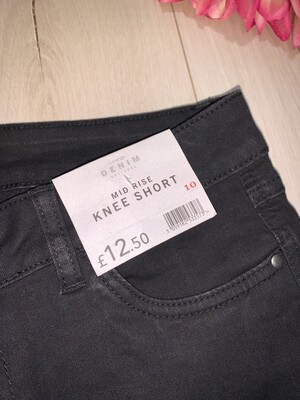 DENIM
MID RISE
KNEE SHORT 10
£12.50